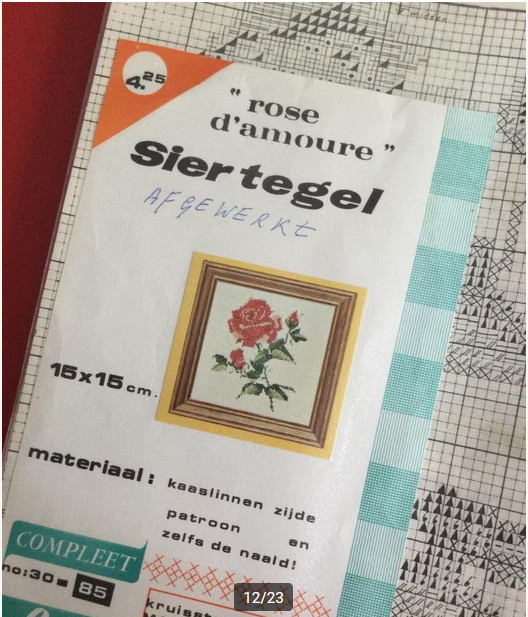 midden
4.25
" rose
d'amoure "
Siertegel
AFGEWERKt
15x15 cm.
materiaal: kaaslinnen zijde
patroon en
zelfs de naald!
COMPLEET
no:30=85
12/23